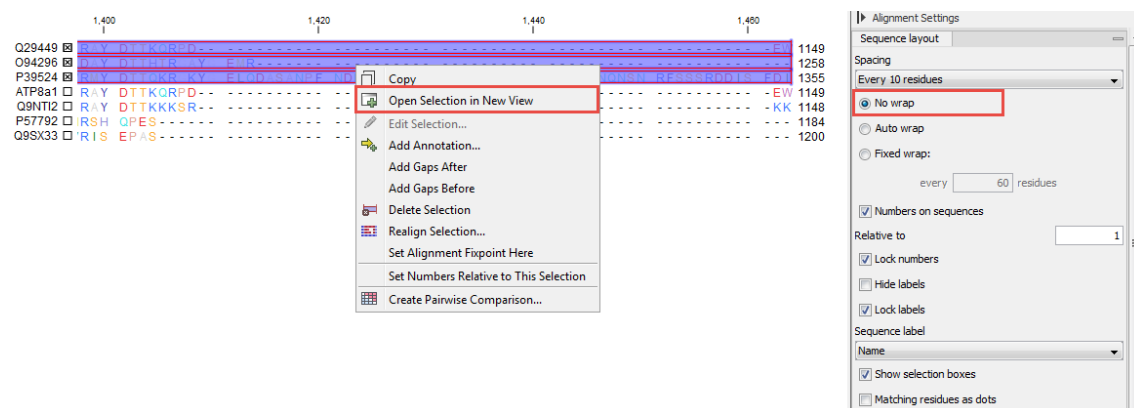 1,400 1,420 1,440 1,460
Q29449 RAY DTTKQRPD-- 1149
O94296 1258
P39524 1355
ATP8a1 RAY DTTKQRPD-- -EW 1149
Q9NTI2 RAY DTTKKKSR-- -KK 1148
P57792 RSH QPES------ --- 1184
Q9SX33 RIS EPAS------ --- 1200
Copy
Open Selection in New View
Edit Selection...
Add Annotation...
Add Gaps After
Add Gaps Before
Delete Selection
Realign Selection...
Set Alignment Fixpoint Here
Set Numbers Relative to This Selection
Create Pairwise Comparison...
Alignment Settings
Sequence layout
Spacing
Every 10 residues
No wrap
Auto wrap
Fixed wrap:
every 60 residues
Numbers on sequences
Relative to 1
Lock numbers
Hide labels
Lock labels
Sequence label
Name
Show selection boxes
Matching residues as dots